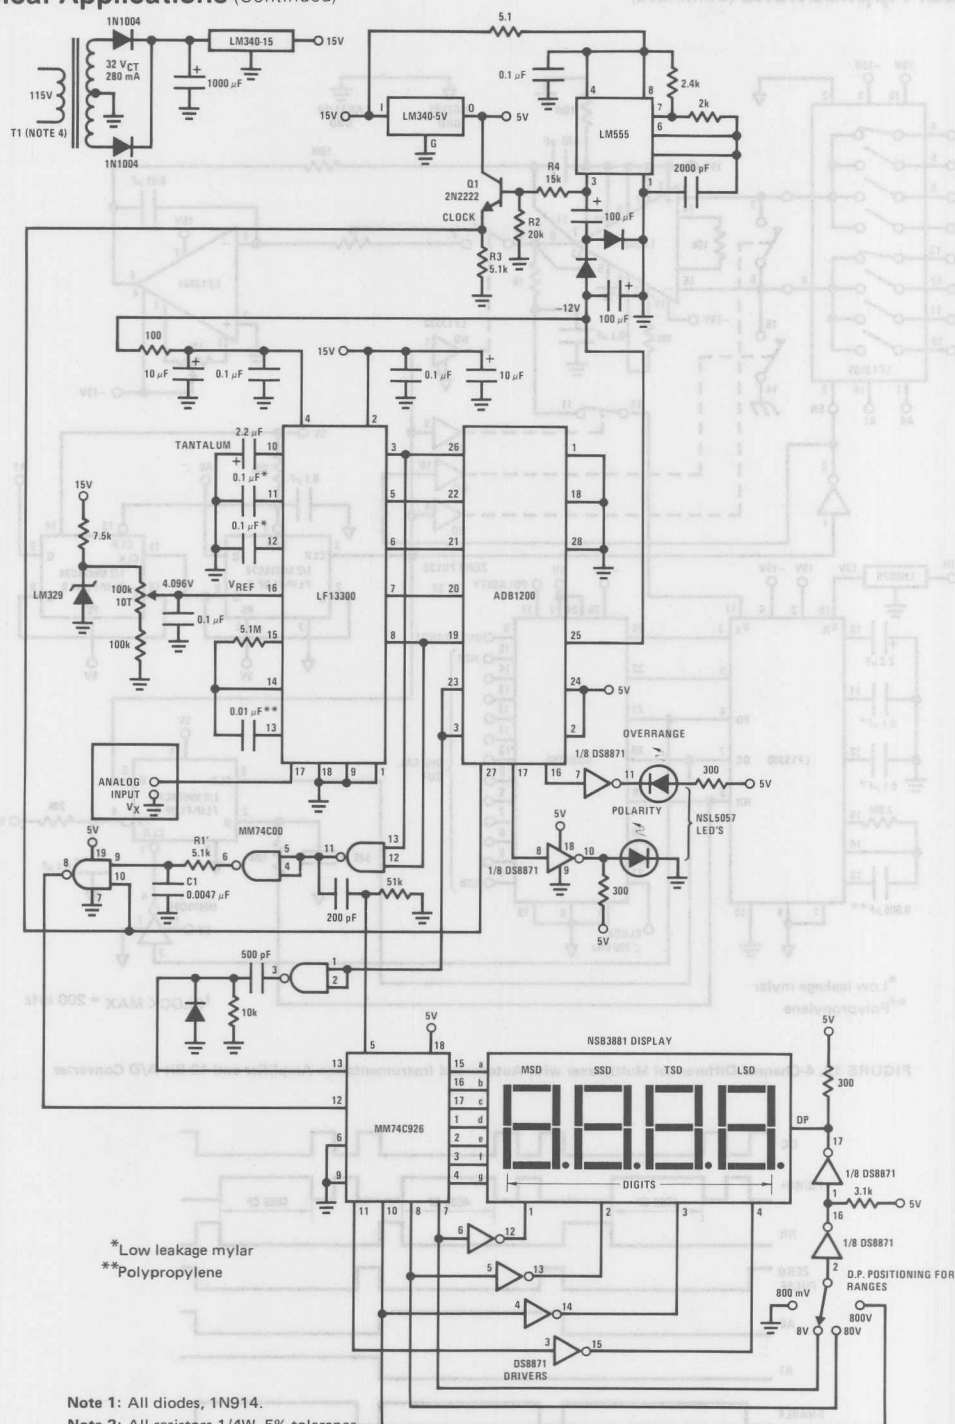 ical Applications (Continued)
1N1004
32 VCT
280 mA
115V
T1 (NOTE 4)
1N1004
LM340-15
15V
+
1000 μF
5.1
0.1 μF
15V
I
LM340-5V
O
5V
G
4
8
2.4k
7
2k
LM555
6
3
1
2000 pF
R4
15k
Q1
2N2222
CLOCK
R2
20k
R3
5.1k
+
100 μF
-12V
+
100 μF
100
+
10 μF
0.1 μF
15V
0.1 μF
+
10 μF
4
2
TANTALUM
2.2 μF
+
10
0.1 μF*
11
0.1 μF*
12
15V
7.5k
LM329
100k
10T
4.096V
VREF
16
0.1 μF
100k
5.1M
15
14
0.01 μF**
13
LF13300
3
5
6
7
8
17
18
9
1
26
22
21
20
19
23
3
ADB1200
1
18
28
25
24
5V
2
27
17
16
ANALOG
INPUT
VX
1/8 DS8871
7
11
OVERRANGE
300
5V
POLARITY
NSL5057
LED'S
5V
8
18
10
9
1/8 DS8871
300
5V
5V
8
19
9
10
7
R1'
5.1k
C1
0.0047 μF
MM74C00
6
5
4
11
13
12
200 pF
51k
500 pF
3
1
2
10k
5V
5
18
13
12
6
9
MM74C926
15
16
17
1
2
3
4
a
b
c
d
e
f
g
11
10
8
7
NSB3881 DISPLAY
MSD
SSD
TSD
LSD
DIGITS
DP
1
2
3
4
5V
300
17
1/8 DS8871
1
3.1k
5V
16
1/8 DS8871
2
D.P. POSITIONING FOR
RANGES
800 mV
800V
8V
80V
6
12
5
13
4
14
3
15
DS8871
DRIVERS
*Low leakage mylar
**Polypropylene
Note 1: All diodes, 1N914.
Note 2: All resistors 1/4W, 5% tolerance